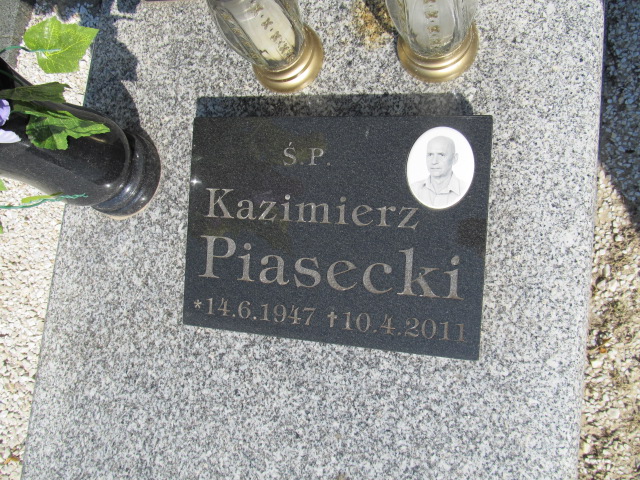 Ś.P.
Kazimierz
Piasecki
*14.6.1947 †10.4.2011